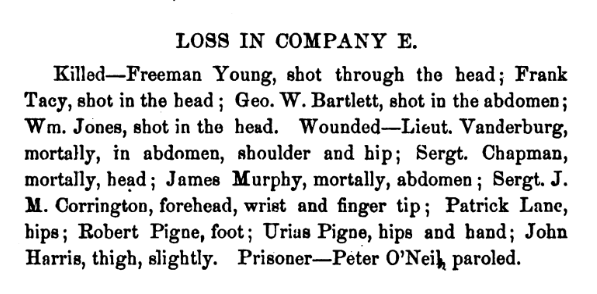 LOSS IN COMPANY E.
Killed—Freeman Young, shot through the head; Frank
Tacy, shot in the head; Geo. W. Bartlett, shot in the abdomen;
Wm. Jones, shot in the head. Wounded—Lieut. Vanderburg,
mortally, in abdomen, shoulder and hip; Sergt. Chapman,
mortally, head; James Murphy, mortally, abdomen; Sergt. J.
M. Corrington, forehead, wrist and finger tip; Patrick Lane,
hips; Robert Pigne, foot; Urias Pigne, hips and hand; John
Harris, thigh, slightly. Prisoner—Peter O'Neil, paroled.